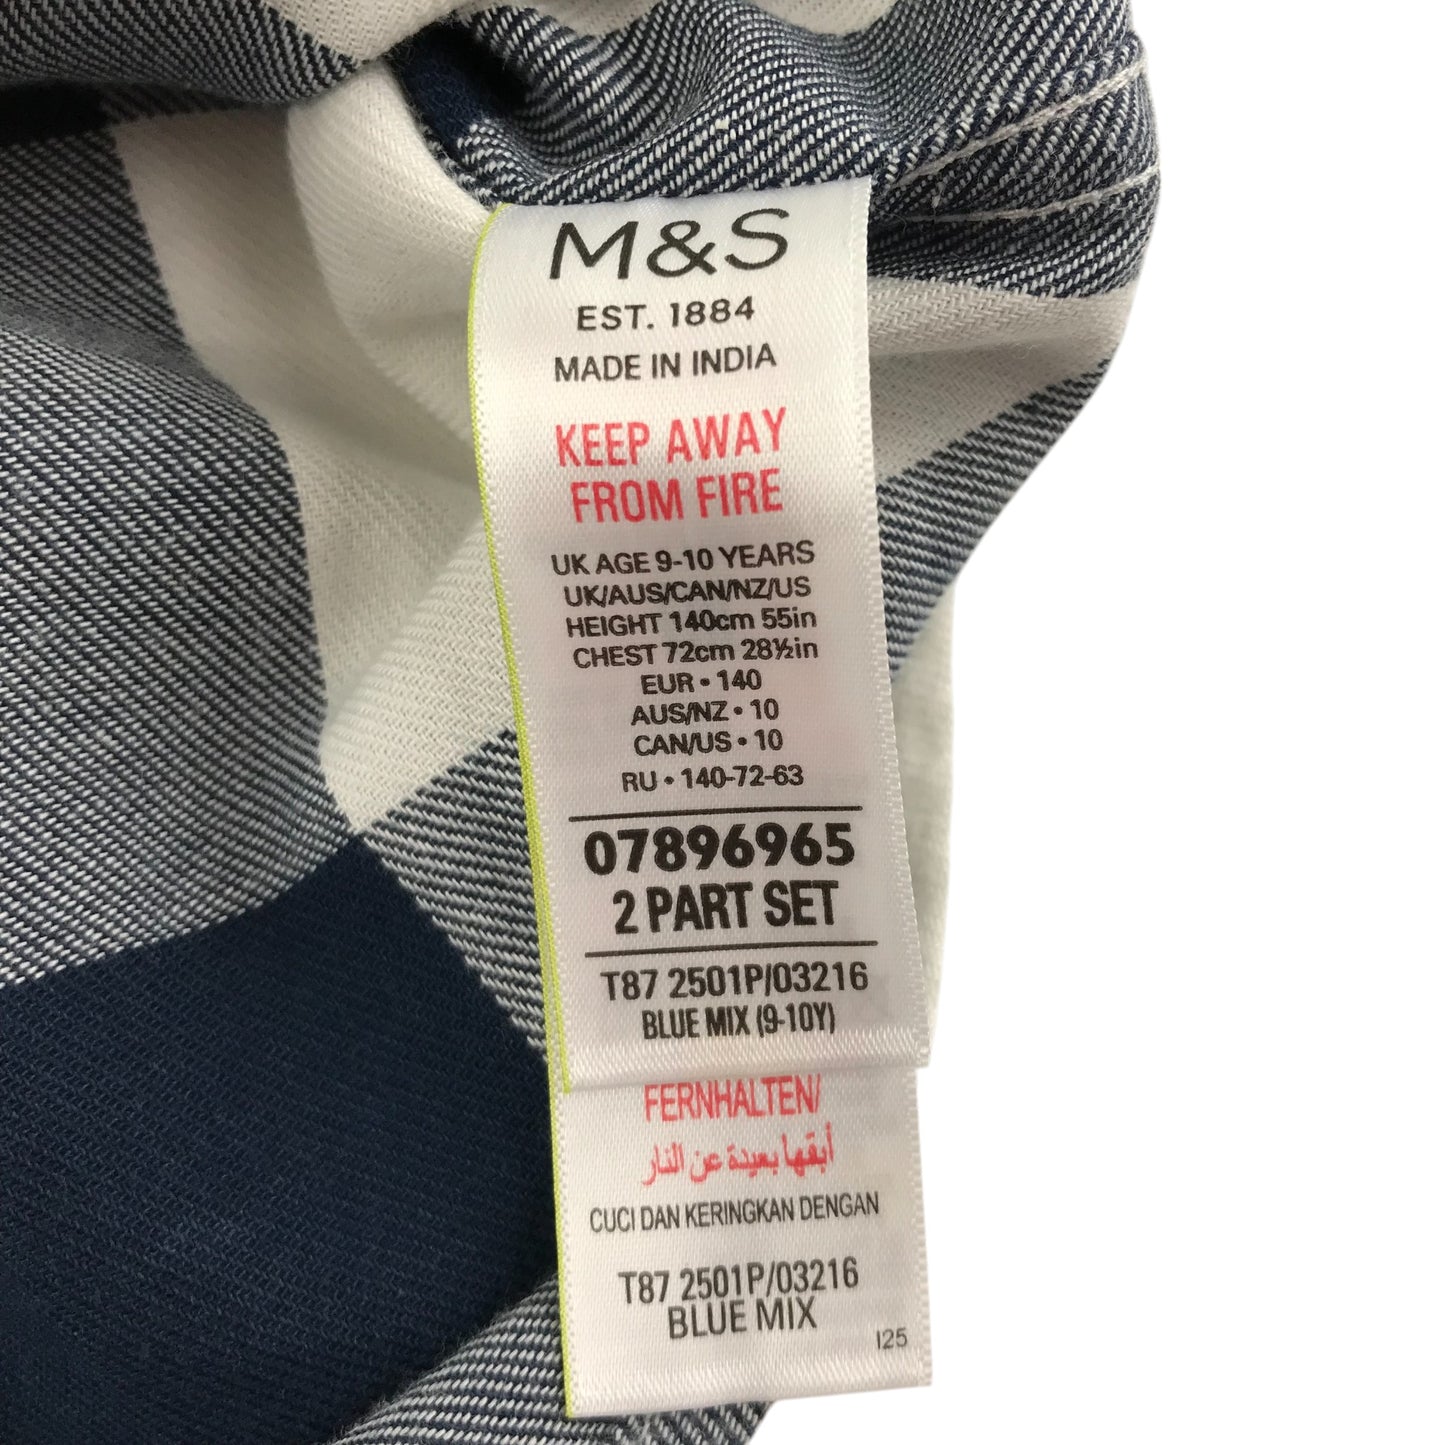 M&S
EST. 1884
MADE IN INDIA
KEEP AWAY
FROM FIRE
UK AGE 9-10 YEARS
UK/AUS/CAN/NZ/US
HEIGHT 140cm 55in
CHEST 72cm 28½in
EUR • 140
AUS/NZ • 10
CAN/US • 10
RU • 140-72-63
07896965
2 PART SET
T87 2501P/03216
BLUE MIX (9-10Y)
FERNHALTEN/
أبقها بعيدة عن النار
CUCI DAN KERINGKAN DENGAN
T87 2501P/03216
BLUE MIX
I25